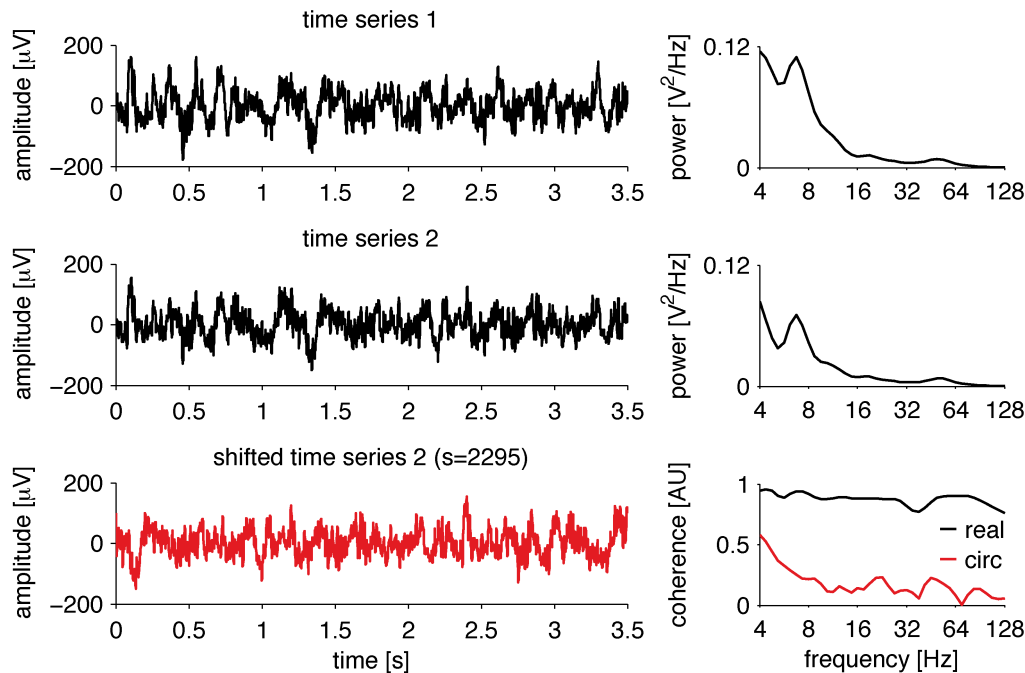 time series 1
amplitude [µV]
200
0
−200
0 0.5 1 1.5 2 2.5 3 3.5
power [V²/Hz]
0.12
0
4 8 16 32 64 128
time series 2
amplitude [µV]
200
0
−200
0 0.5 1 1.5 2 2.5 3 3.5
power [V²/Hz]
0.12
0
4 8 16 32 64 128
shifted time series 2 (s=2295)
amplitude [µV]
200
0
−200
0 0.5 1 1.5 2 2.5 3 3.5
time [s]
coherence [AU]
1
0.5
0
real
circ
4 8 16 32 64 128
frequency [Hz]